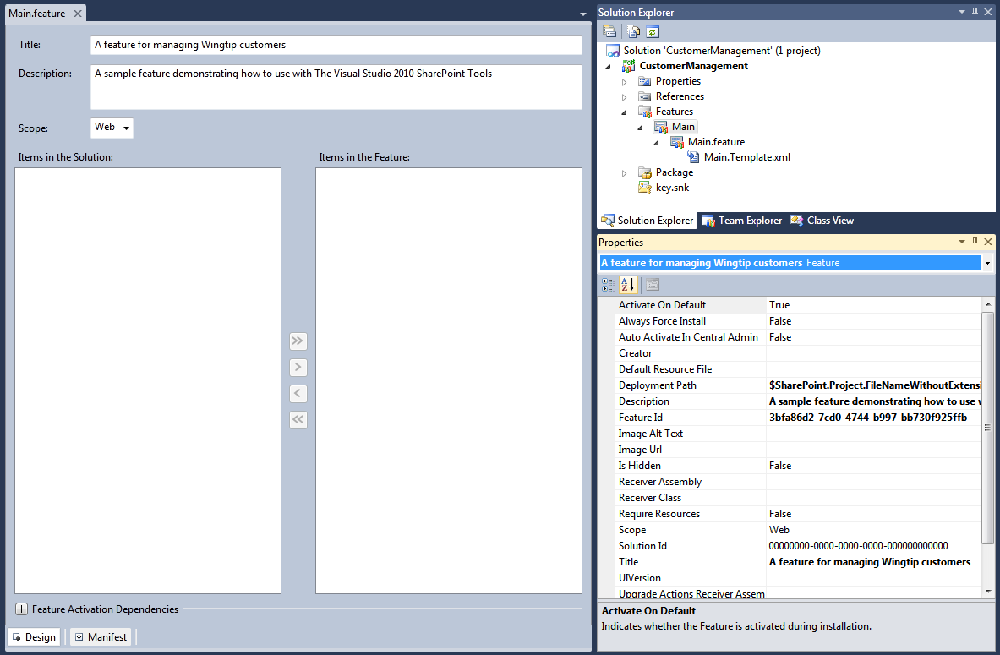 Main.feature
Title:
A feature for managing Wingtip customers
Description:
A sample feature demonstrating how to use with The Visual Studio 2010 SharePoint Tools
Scope:
Web
Items in the Solution:
Items in the Feature:
Feature Activation Dependencies
Design
Manifest
Solution Explorer
Solution 'CustomerManagement' (1 project)
CustomerManagement
Properties
References
Features
Main
Main.feature
Main.Template.xml
Package
key.snk
Solution Explorer
Team Explorer
Class View
Properties
A feature for managing Wingtip customers Feature
Activate On Default True
Always Force Install False
Auto Activate In Central Admin False
Creator
Default Resource File
Deployment Path $SharePoint.Project.FileNameWithoutExtens
Description A sample feature demonstrating how to use
Feature Id 3bfa86d2-7cd0-4744-b997-bb730f925ffb
Image Alt Text
Image Url
Is Hidden False
Receiver Assembly
Receiver Class
Require Resources False
Scope Web
Solution Id 00000000-0000-0000-0000-000000000000
Title A feature for managing Wingtip customers
UIVersion
Upgrade Actions Receiver Assem
Activate On Default
Indicates whether the Feature is activated during installation.